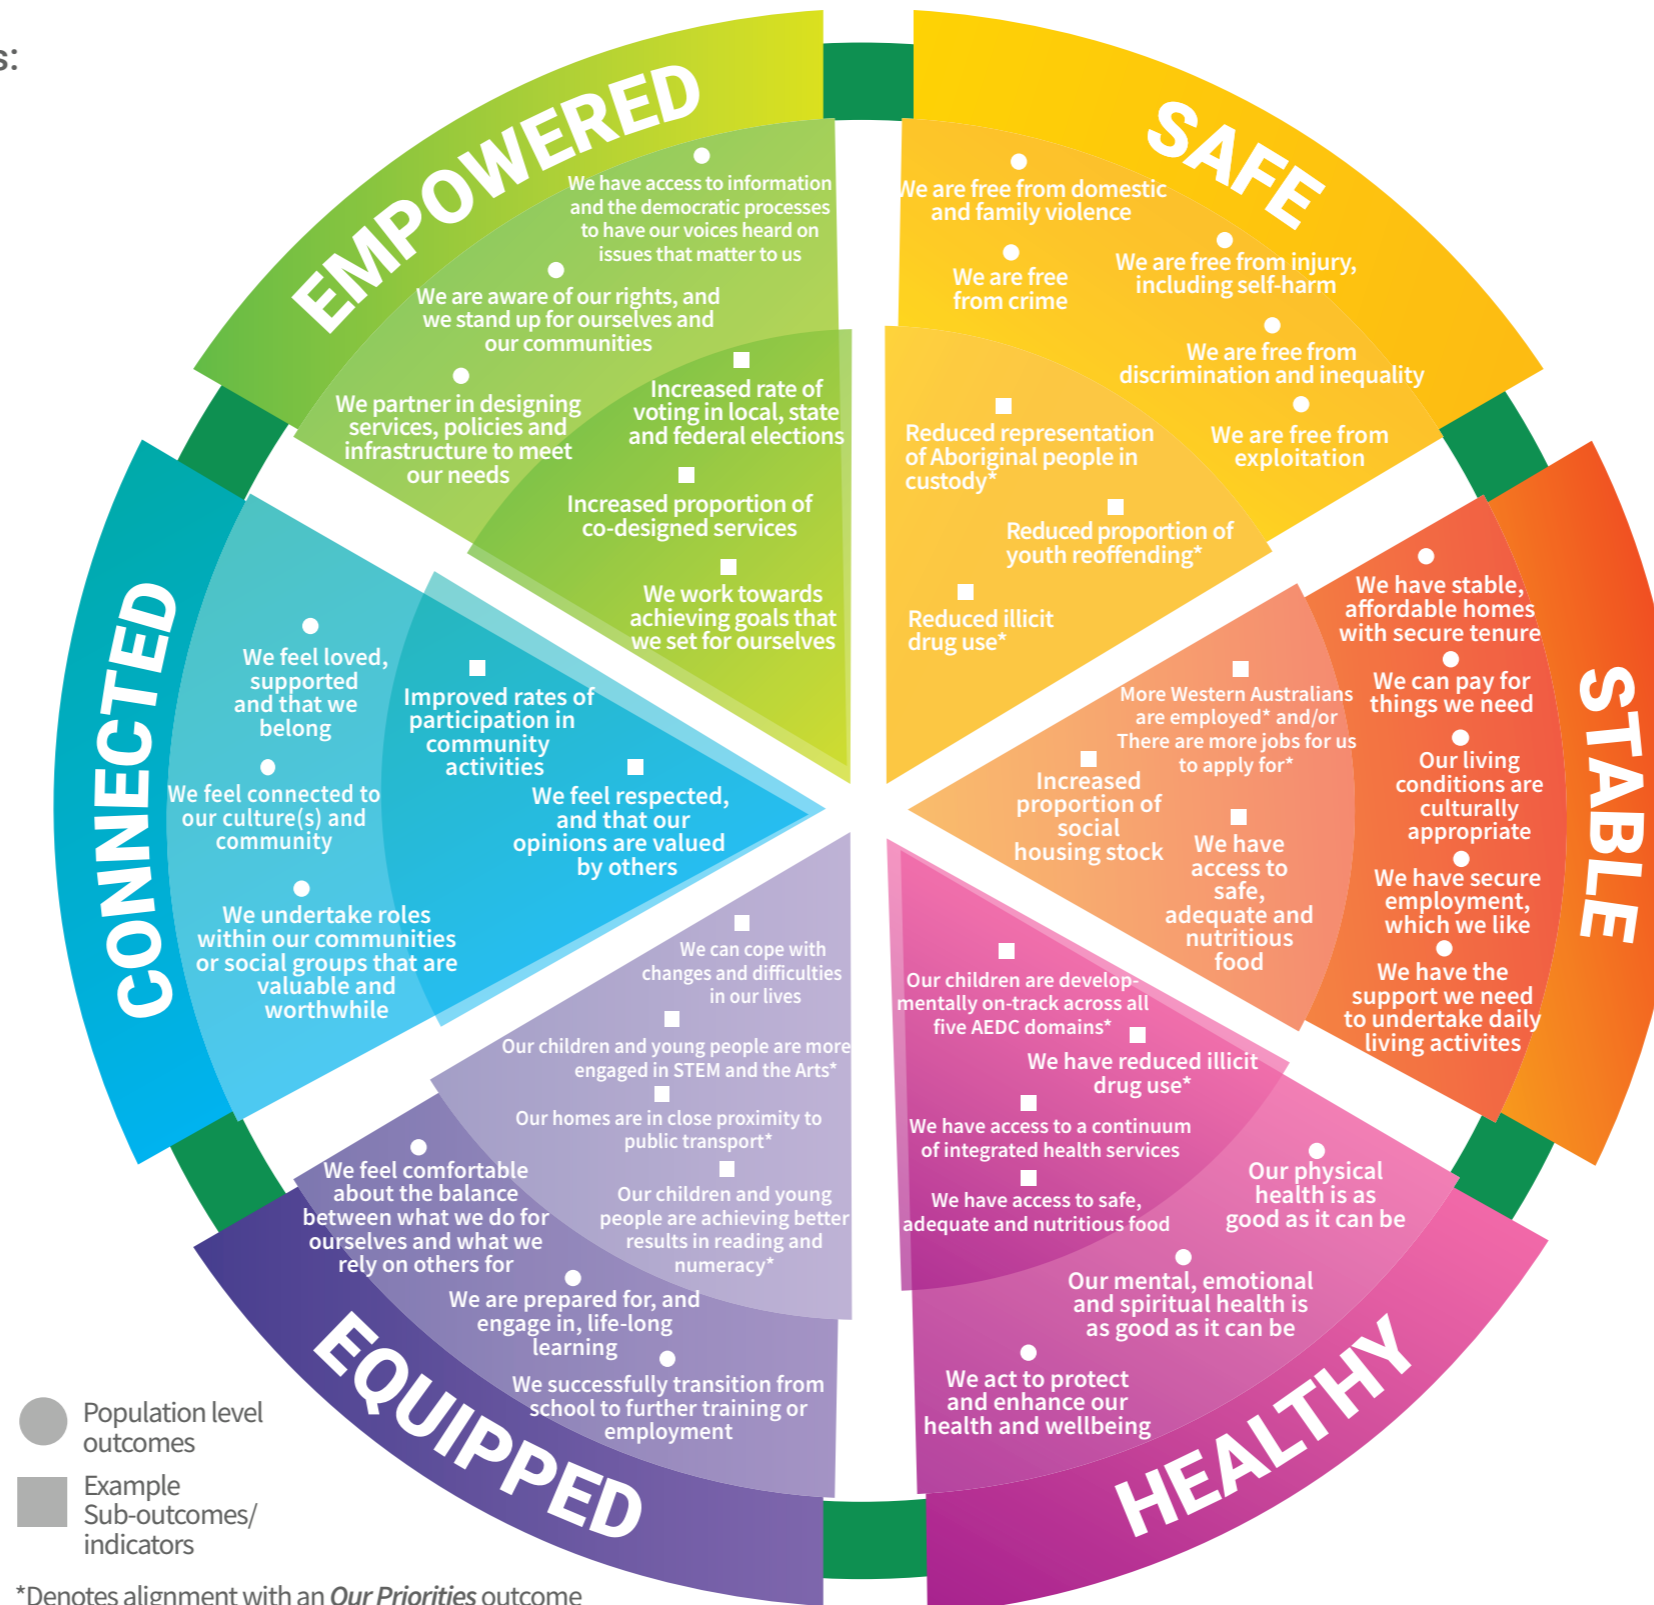 s:
EMPOWERED
We have access to information
and the democratic processes
to have our voices heard on
issues that matter to us
We are aware of our rights, and
we stand up for ourselves and
our communities
We partner in designing
services, policies and
infrastructure to meet
our needs
Increased rate of
voting in local, state
and federal elections
Increased proportion of
co-designed services
We work towards
achieving goals that
we set for ourselves
SAFE
We are free from domestic
and family violence
We are free
from crime
We are free from injury,
including self-harm
We are free from
discrimination and inequality
We are free from
exploitation
Reduced representation
of Aboriginal people in
custody*
Reduced proportion of
youth reoffending*
Reduced illicit
drug use*
STABLE
We have stable,
affordable homes
with secure tenure
We can pay for
things we need
Our living
conditions are
culturally
appropriate
We have secure
employment,
which we like
We have the
support we need
to undertake daily
living activites
More Western Australians
are employed* and/or
There are more jobs for us
to apply for*
Increased
proportion of
social
housing stock
We have
access to
safe,
adequate and
nutritious
food
HEALTHY
Our children are develop-
mentally on-track across all
five AEDC domains*
We have reduced illicit
drug use*
We have access to a continuum
of integrated health services
We have access to safe,
adequate and nutritious food
Our physical
health is as
good as it can be
Our mental, emotional
and spiritual health is
as good as it can be
We act to protect
and enhance our
health and wellbeing
EQUIPPED
We can cope with
changes and difficulties
in our lives
Our children and young people are more
engaged in STEM and the Arts*
Our homes are in close proximity to
public transport*
Our children and young
people are achieving better
results in reading and
numeracy*
We feel comfortable
about the balance
between what we do for
ourselves and what we
rely on others for
We are prepared for, and
engage in, life-long
learning
We successfully transition from
school to further training or
employment
CONNECTED
We feel loved,
supported
and that we
belong
We feel connected to
our culture(s) and
community
We undertake roles
within our communities
or social groups that are
valuable and
worthwhile
Improved rates of
participation in
community
activities
We feel respected,
and that our
opinions are valued
by others
Population level
outcomes
Example
Sub-outcomes/
indicators
*Denotes alignment with an Our Priorities outcome